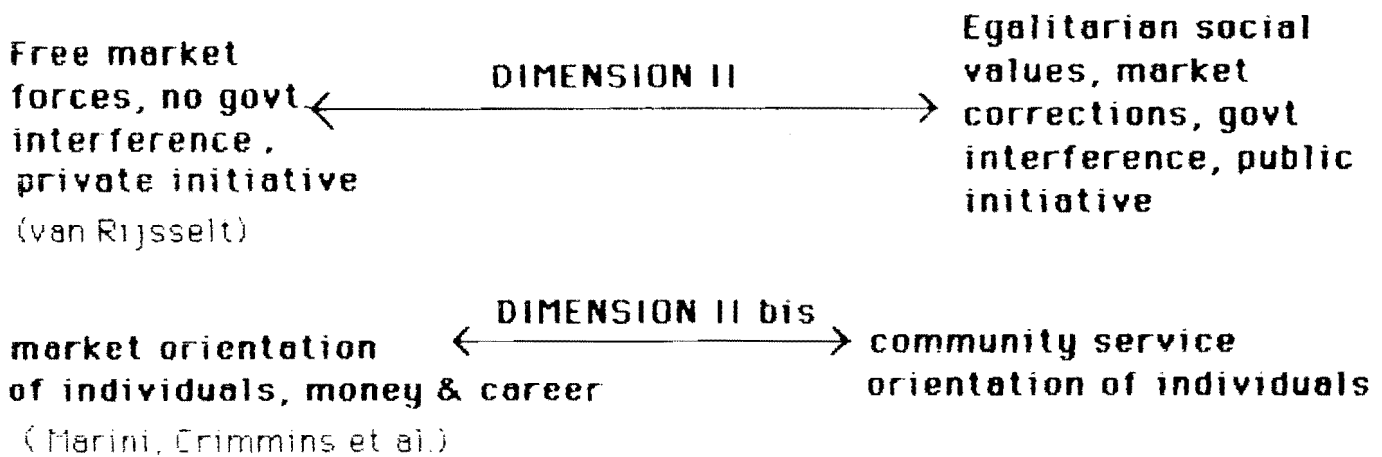 Free market
forces, no govt
interference,
private initiative
(van Rijsselt)
DIMENSION II
Egalitarian social
values, market
corrections, govt
interference, public
initiative
DIMENSION II bis
market orientation
of individuals, money & career
(Marini, Crimmins et al.)
community service
orientation of individuals